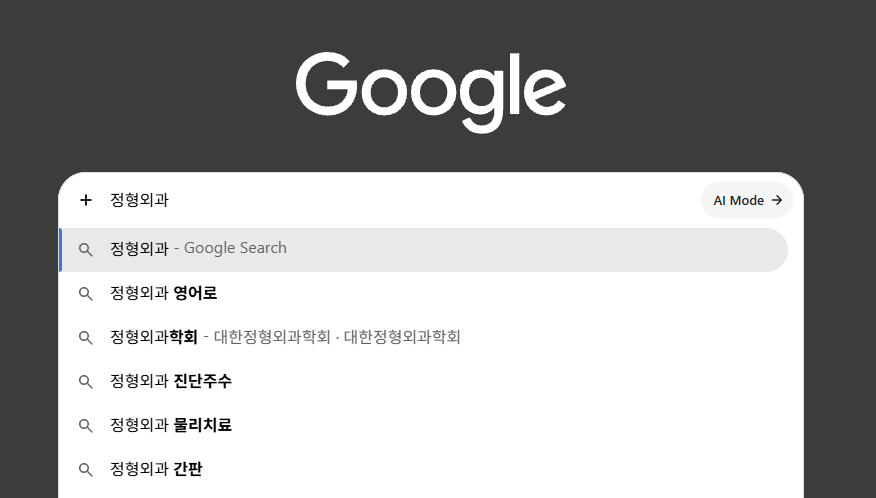 Google
정형외과
AI Mode
정형외과 - Google Search
정형외과 영어로
정형외과학회 - 대한정형외과학회 · 대한정형외과학회
정형외과 진단주수
정형외과 물리치료
정형외과 간판